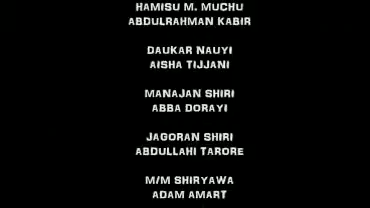 HAMISU M. MUCHU
ABDULRAHMAN KABIR
DAUKAR NAUYI
AISHA TIJJANI
MANAJAN SHIRI
ABBA DORAYI
JAGORAN SHIRI
ABDULLAHI TARORE
M/M SHIRYAWA
ADAM AMART